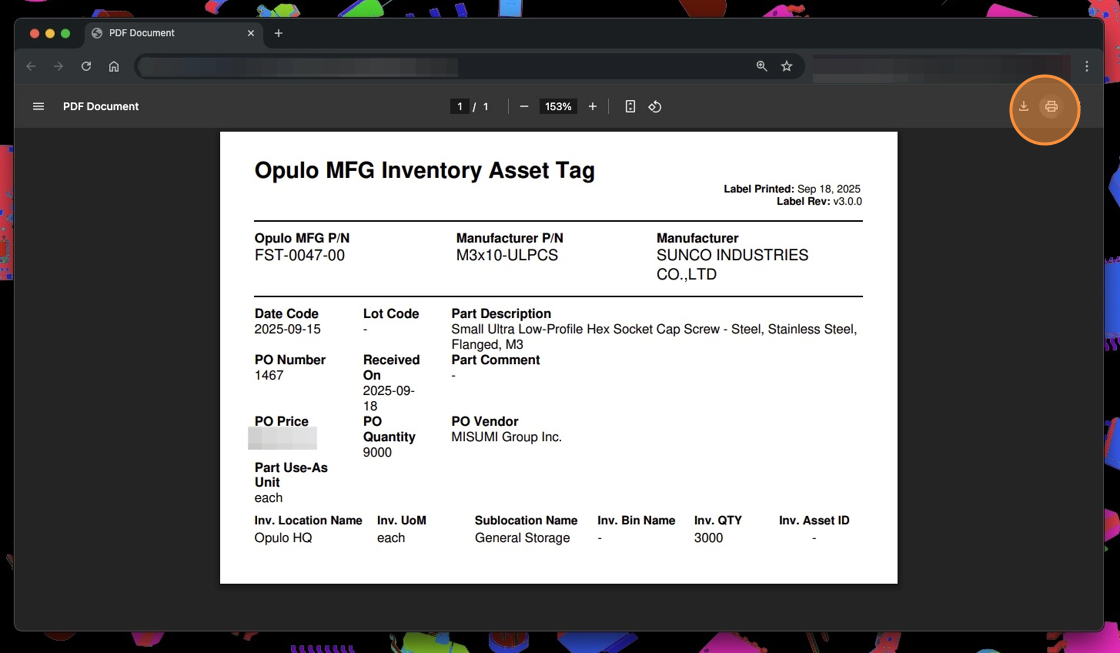 PDF Document
PDF Document
1 / 1
153%
Opulo MFG Inventory Asset Tag
Label Printed: Sep 18, 2025
Label Rev: v3.0.0
Opulo MFG P/N
FST-0047-00
Manufacturer P/N
M3x10-ULPCS
Manufacturer
SUNCO INDUSTRIES
CO.,LTD
Date Code
2025-09-15
Lot Code
-
Part Description
Small Ultra Low-Profile Hex Socket Cap Screw - Steel, Stainless Steel,
Flanged, M3
PO Number
1467
Received
On
2025-09-
18
Part Comment
-
PO Price
PO
Quantity
9000
PO Vendor
MISUMI Group Inc.
Part Use-As
Unit
each
Inv. Location Name Inv. UoM Sublocation Name Inv. Bin Name Inv. QTY Inv. Asset ID
Opulo HQ each General Storage - 3000 -